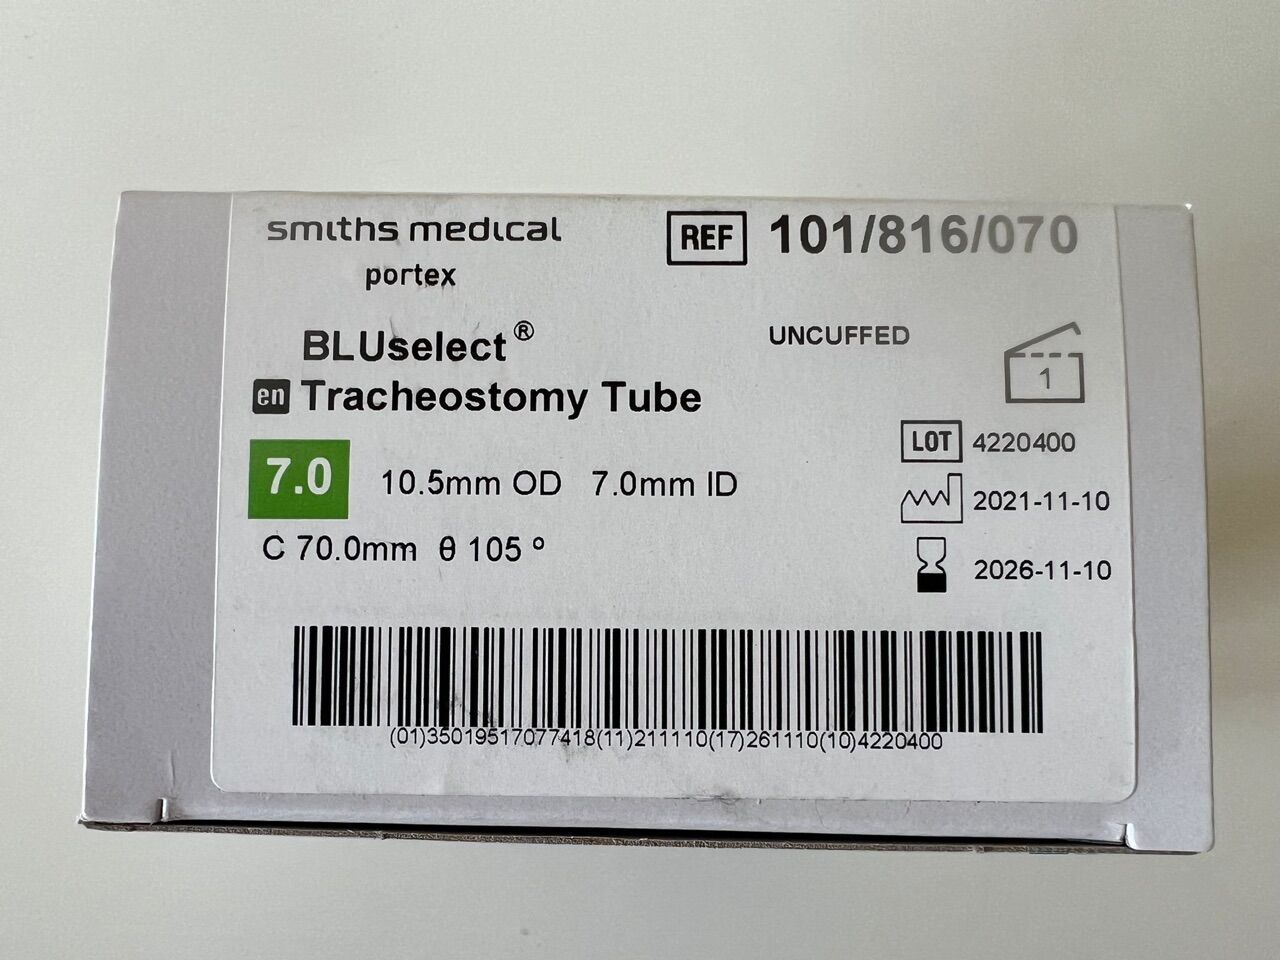 smiths medical
portex
REF 101/816/070
BLUselect®
UNCUFFED
en Tracheostomy Tube
1
7.0 10.5mm OD 7.0mm ID
LOT 4220400
2021-11-10
C 70.0mm θ 105 º
2026-11-10
(01)35019517077418(11)211110(17)261110(10)4220400